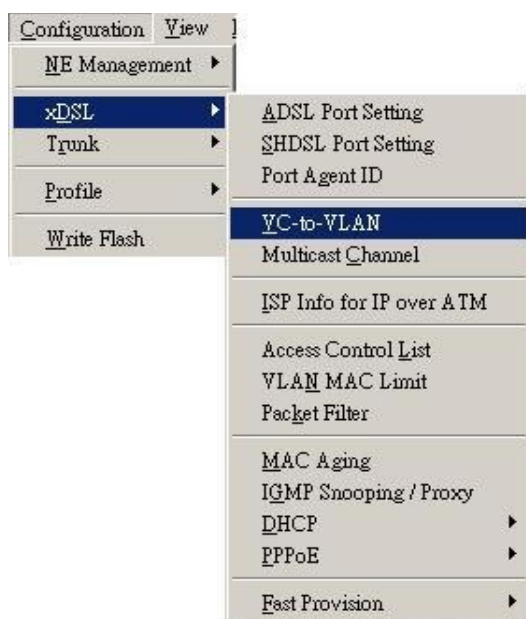 Configuration View
NE Management
xDSL
Trunk
Profile
Write Flash
ADSL Port Setting
SHDSL Port Setting
Port Agent ID
VC-to-VLAN
Multicast Channel
ISP Info for IP over ATM
Access Control List
VLAN MAC Limit
Packet Filter
MAC Aging
IGMP Snooping / Proxy
DHCP
PPPoE
Fast Provision